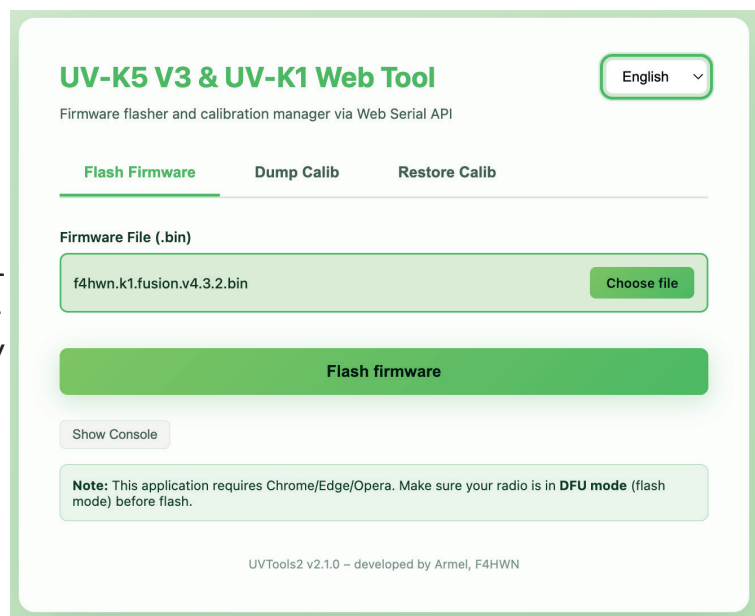 UV-K5 V3 & UV-K1 Web Tool
English
Firmware flasher and calibration manager via Web Serial API
Flash Firmware
Dump Calib
Restore Calib
Firmware File (.bin)
f4hwn.k1.fusion.v4.3.2.bin
Choose file
Flash firmware
Show Console
Note: This application requires Chrome/Edge/Opera. Make sure your radio is in DFU mode (flash
mode) before flash.
UVTools2 v2.1.0 – developed by Armel, F4HWN